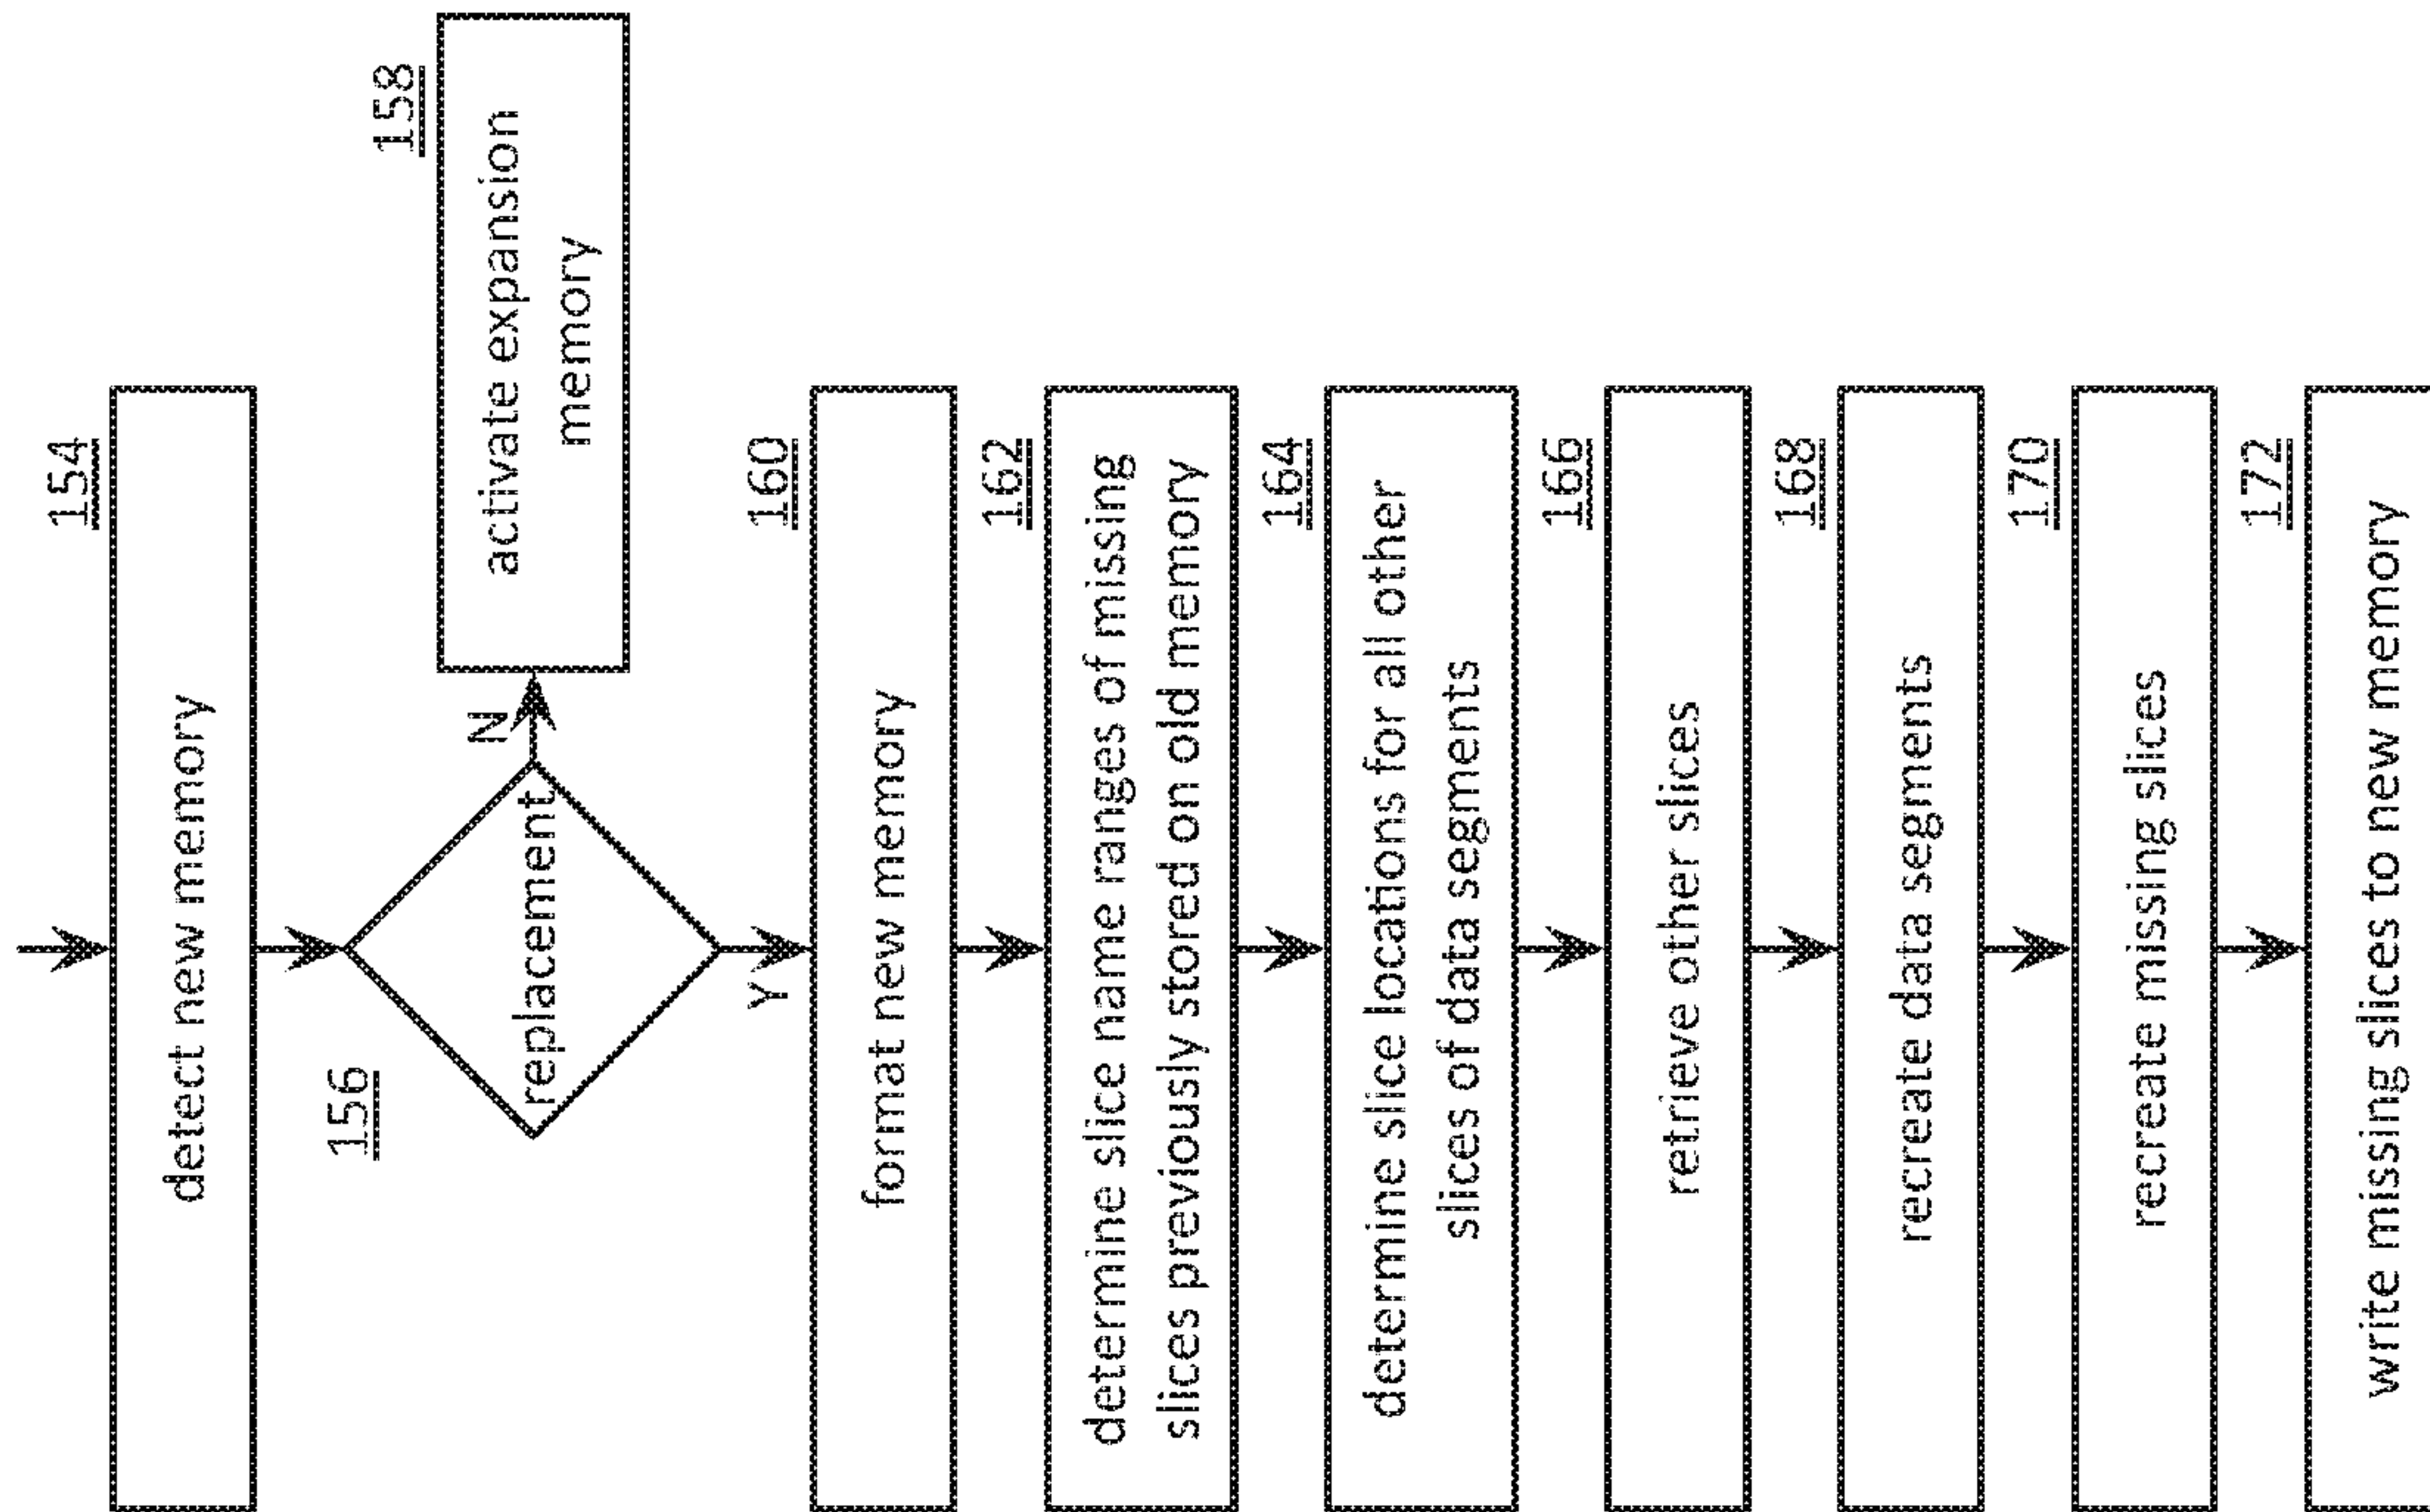 154
detect new memory
156
replacement
N
158
activate expansion
memory
Y
160
format new memory
162
determine slice name ranges of missing
slices previously stored on old memory
164
determine slice locations for all other
slices of data segments
166
retrieve other slices
168
recreate data segments
170
recreate missing slices
172
write missing slices to new memory